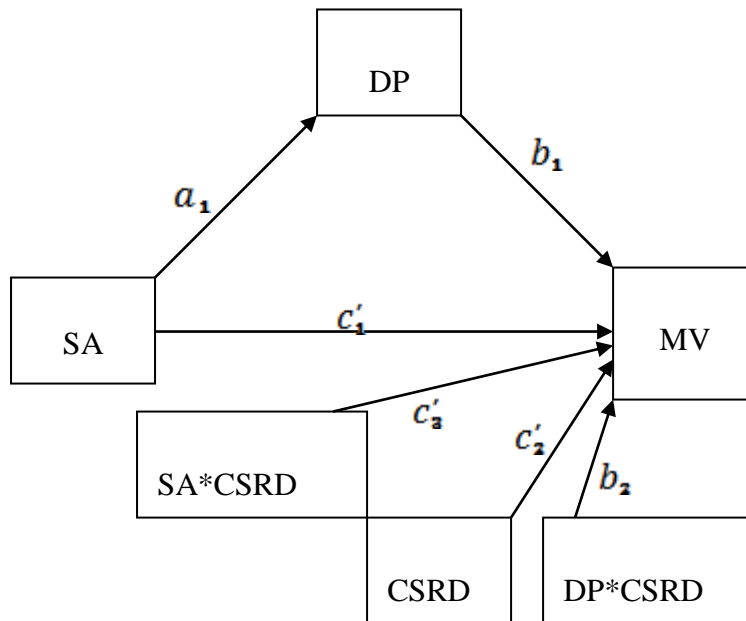 DP
a₁
b₁
SA
c′₁
MV
c′₃
c′₂
SA*CSRD
b₂
CSRD
DP*CSRD